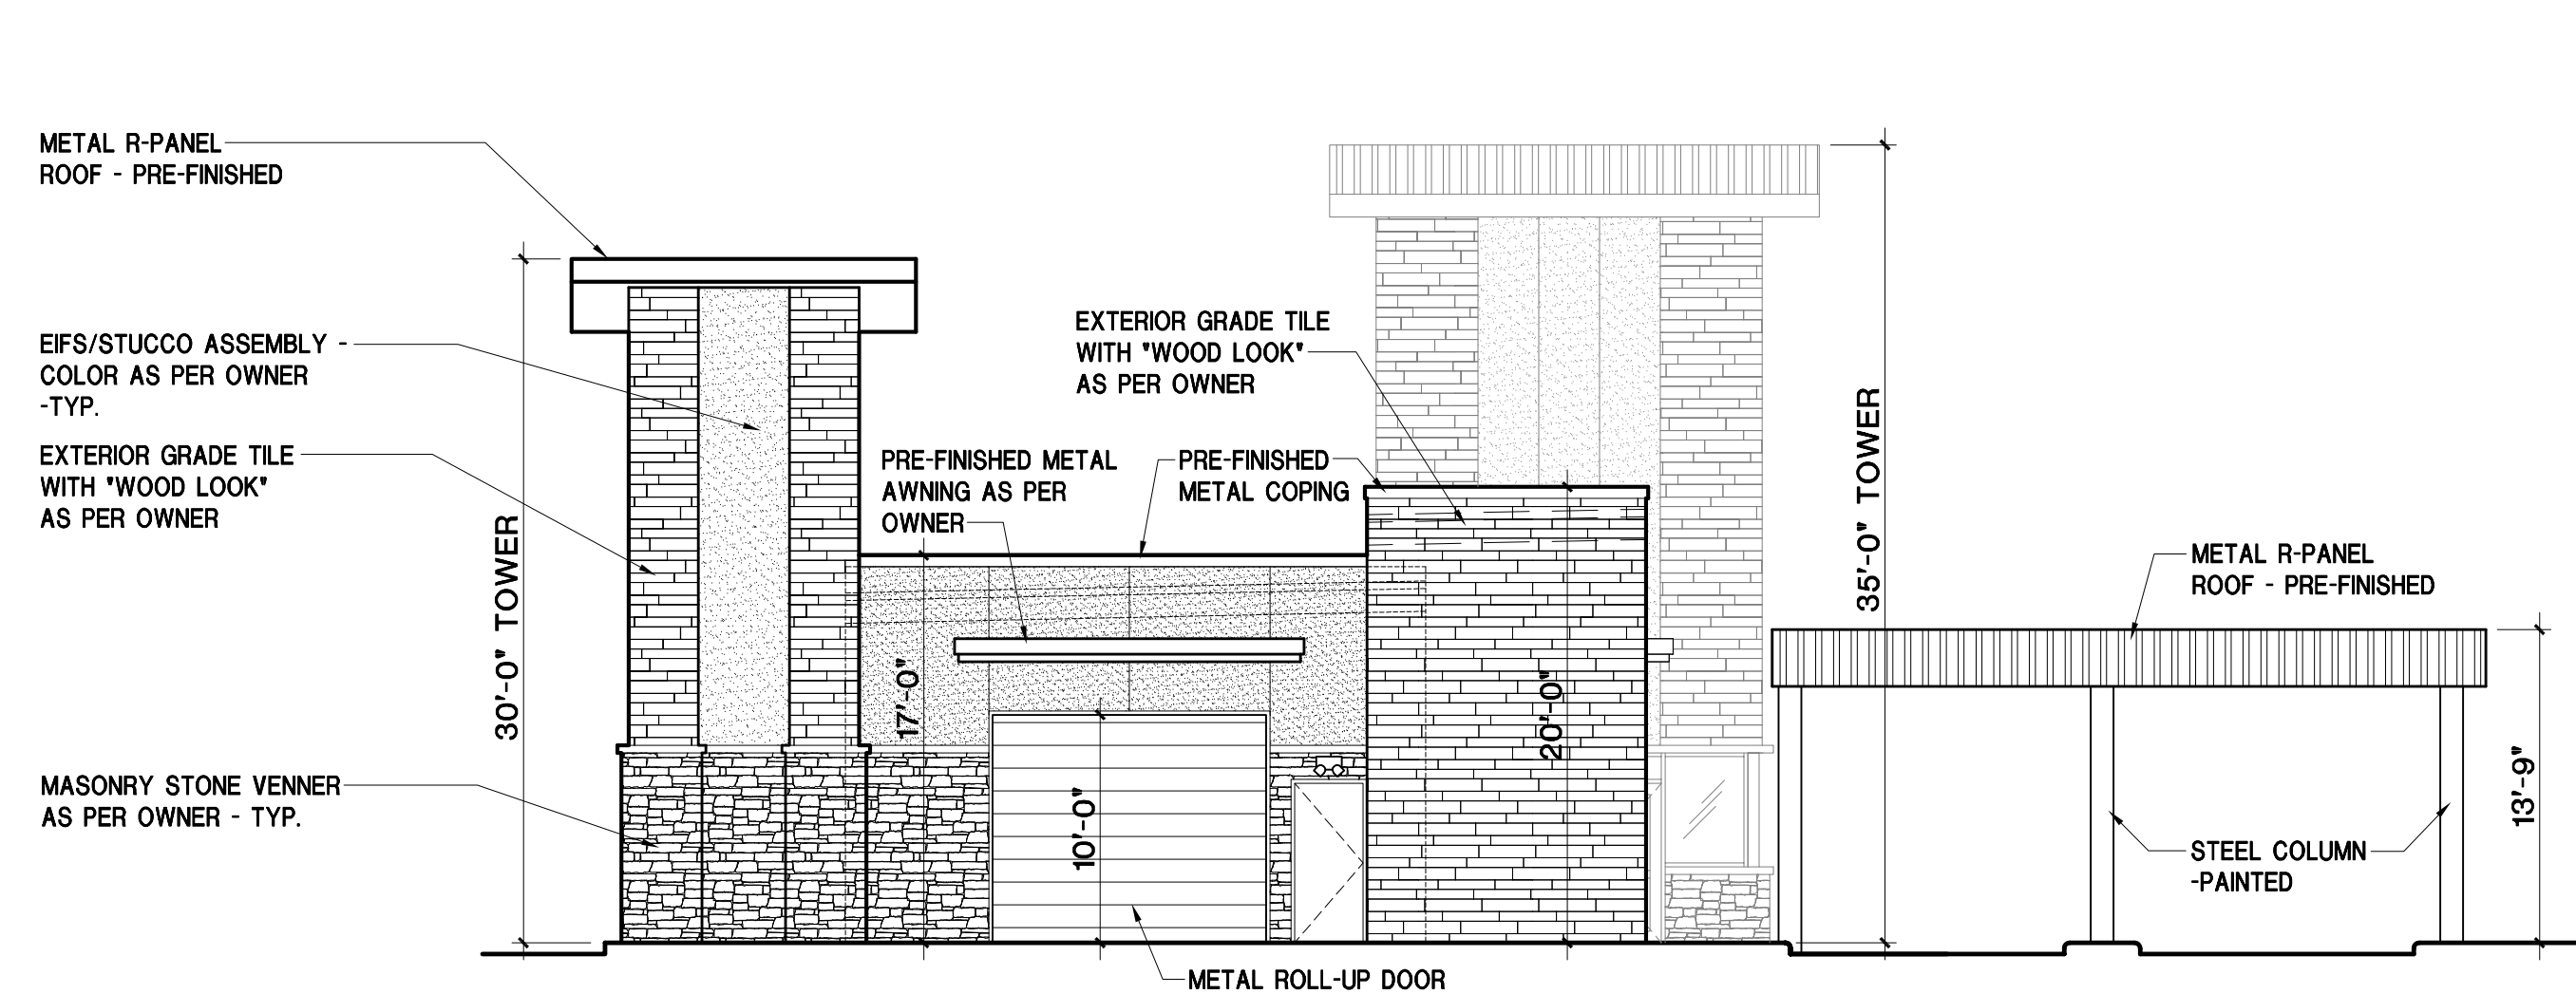 METAL R-PANEL
ROOF - PRE-FINISHED
EIFS/STUCCO ASSEMBLY -
COLOR AS PER OWNER
-TYP.
EXTERIOR GRADE TILE
WITH "WOOD LOOK"
AS PER OWNER
MASONRY STONE VENNER
AS PER OWNER - TYP.
30'-0" TOWER
PRE-FINISHED METAL
AWNING AS PER
OWNER
17'-0"
10'-0"
METAL ROLL-UP DOOR
EXTERIOR GRADE TILE
WITH "WOOD LOOK"
AS PER OWNER
PRE-FINISHED
METAL COPING
20'-0"
35'-0" TOWER
METAL R-PANEL
ROOF - PRE-FINISHED
STEEL COLUMN
-PAINTED
13'-9"